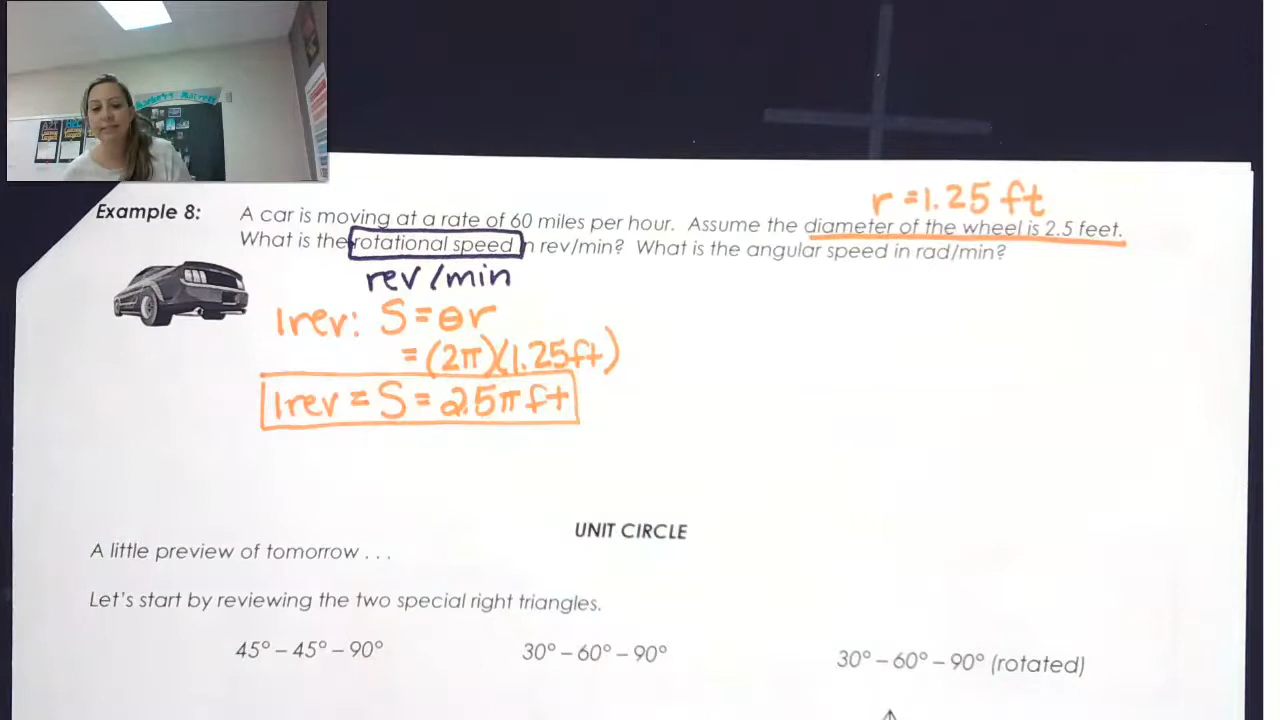 r = 1.25 ft
Example 8: A car is moving at a rate of 60 miles per hour. Assume the diameter of the wheel is 2.5 feet.
What is the rotational speed in rev/min? What is the angular speed in rad/min?
rev/min
1rev: S = θr
= (2π)(1.25ft)
1rev = S = 2.5π ft
UNIT CIRCLE
A little preview of tomorrow . . .
Let's start by reviewing the two special right triangles.
45° – 45° – 90°
30° – 60° – 90°
30° – 60° – 90° (rotated)